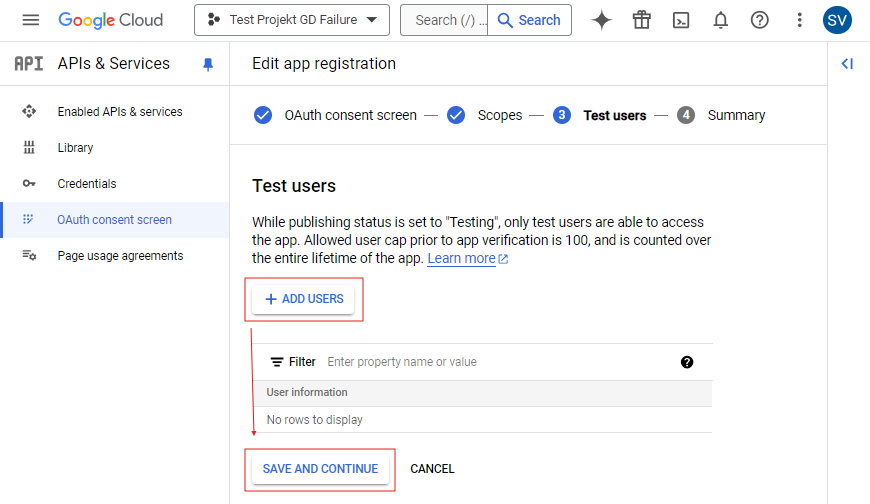 Google Cloud
Test Projekt GD Failure
Search (/) ...
Search
SV
API
APIs & Services
Edit app registration
Enabled APIs & services
Library
Credentials
OAuth consent screen
Page usage agreements
OAuth consent screen
Scopes
3
Test users
4
Summary
Test users
While publishing status is set to "Testing", only test users are able to access
the app. Allowed user cap prior to app verification is 100, and is counted over
the entire lifetime of the app. Learn more
+ ADD USERS
Filter
Enter property name or value
?
User information
No rows to display
SAVE AND CONTINUE
CANCEL